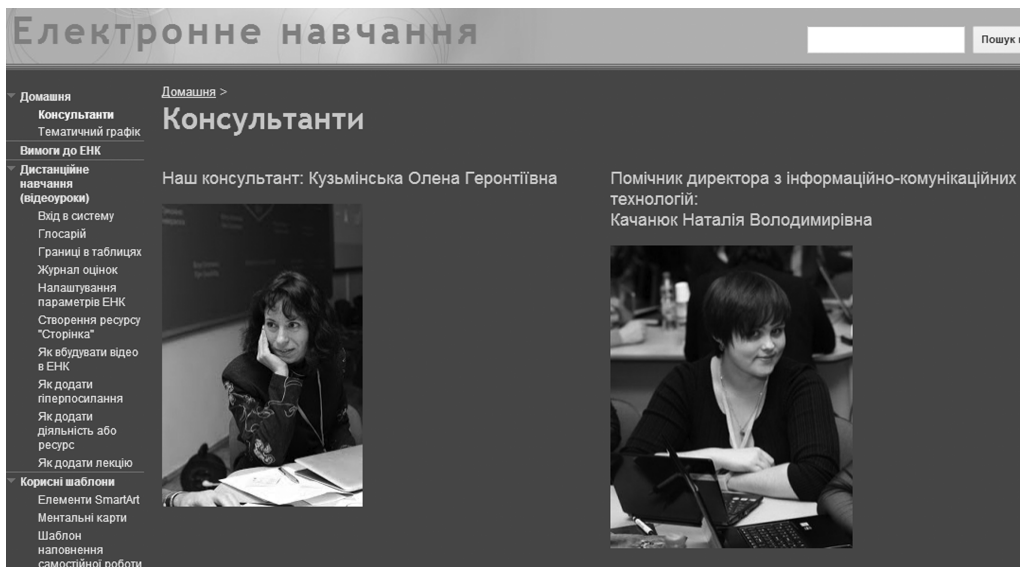 Електронне навчання
Пошук
Домашня
Консультанти
Тематичний графік
Вимоги до ЕНК
Дистанційне
навчання
(відеоуроки)
Вхід в систему
Глосарій
Границі в таблицях
Журнал оцінок
Налаштування
параметрів ЕНК
Створення ресурсу
"Сторінка"
Як вбудувати відео
в ЕНК
Як додати
гіперпосилання
Як додати
діяльність або
ресурс
Як додати лекцію
Корисні шаблони
Елементи SmartArt
Ментальні карти
Шаблон
наповнення
самостійної роботи
Домашня >
Консультанти
Наш консультант: Кузьмінська Олена Геронтіївна
Помічник директора з інформаційно-комунікаційних
технологій:
Качанюк Наталія Володимирівна